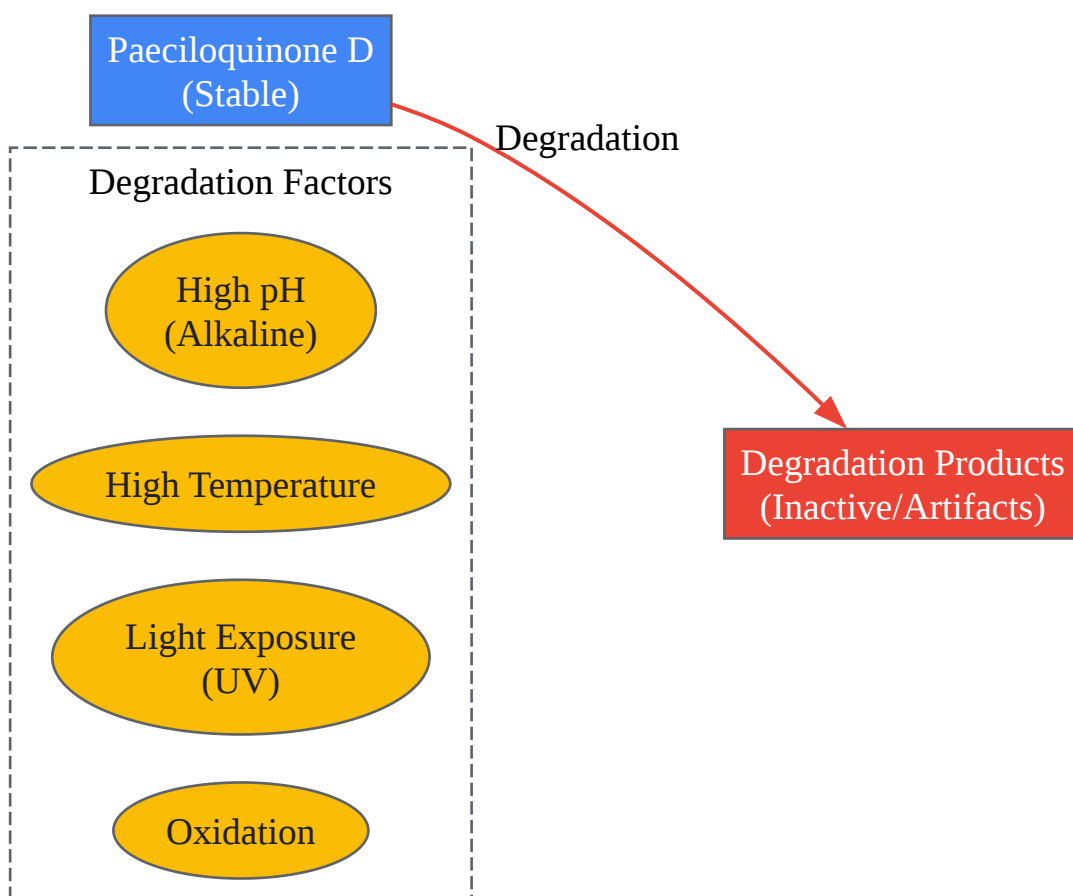 Paeciloquinone D
(Stable)
Degradation
Degradation Factors
High pH
(Alkaline)
High Temperature
Degradation Products
(Inactive/Artifacts)
Light Exposure
(UV)
Oxidation